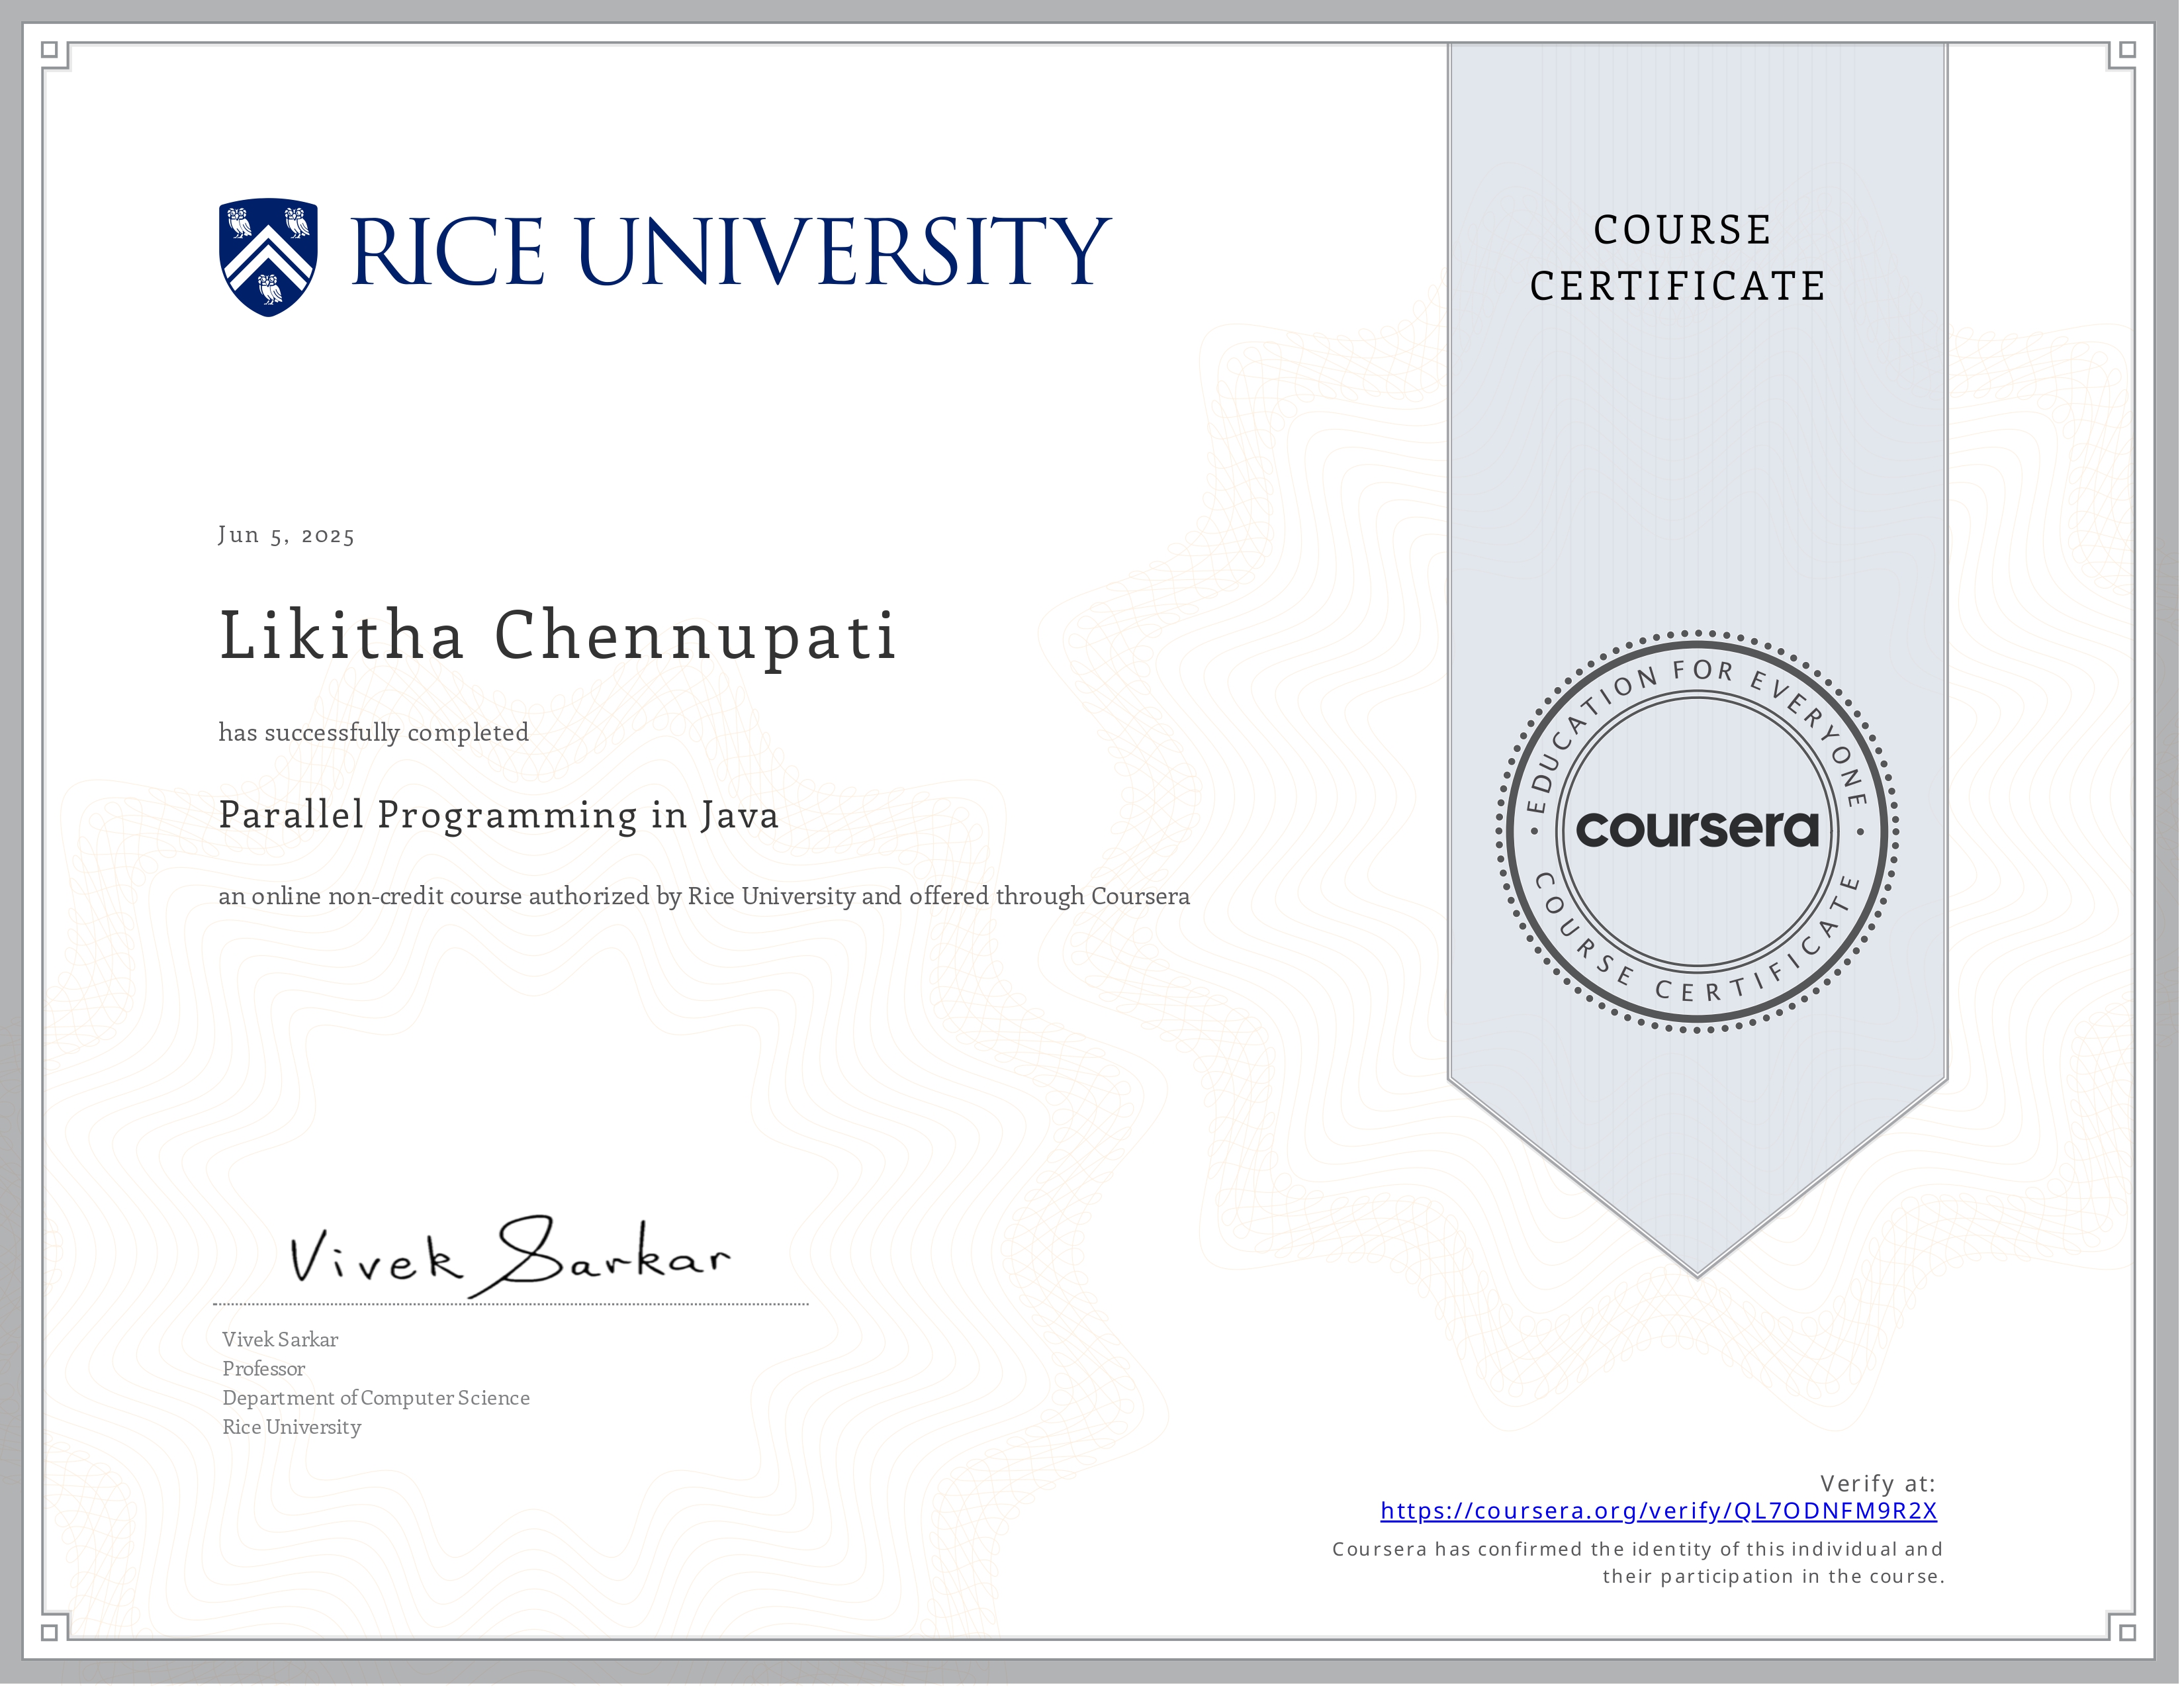 RICE UNIVERSITY
COURSE
CERTIFICATE
Jun 5, 2025
Likitha Chennupati
has successfully completed
Parallel Programming in Java
an online non-credit course authorized by Rice University and offered through Coursera
EDUCATION FOR EVERYONE
coursera
COURSE CERTIFICATE
Vivek Sarkar
Vivek Sarkar
Professor
Department of Computer Science
Rice University
Verify at:
https://coursera.org/verify/QL7ODNFM9R2X
Coursera has confirmed the identity of this individual and
their participation in the course.